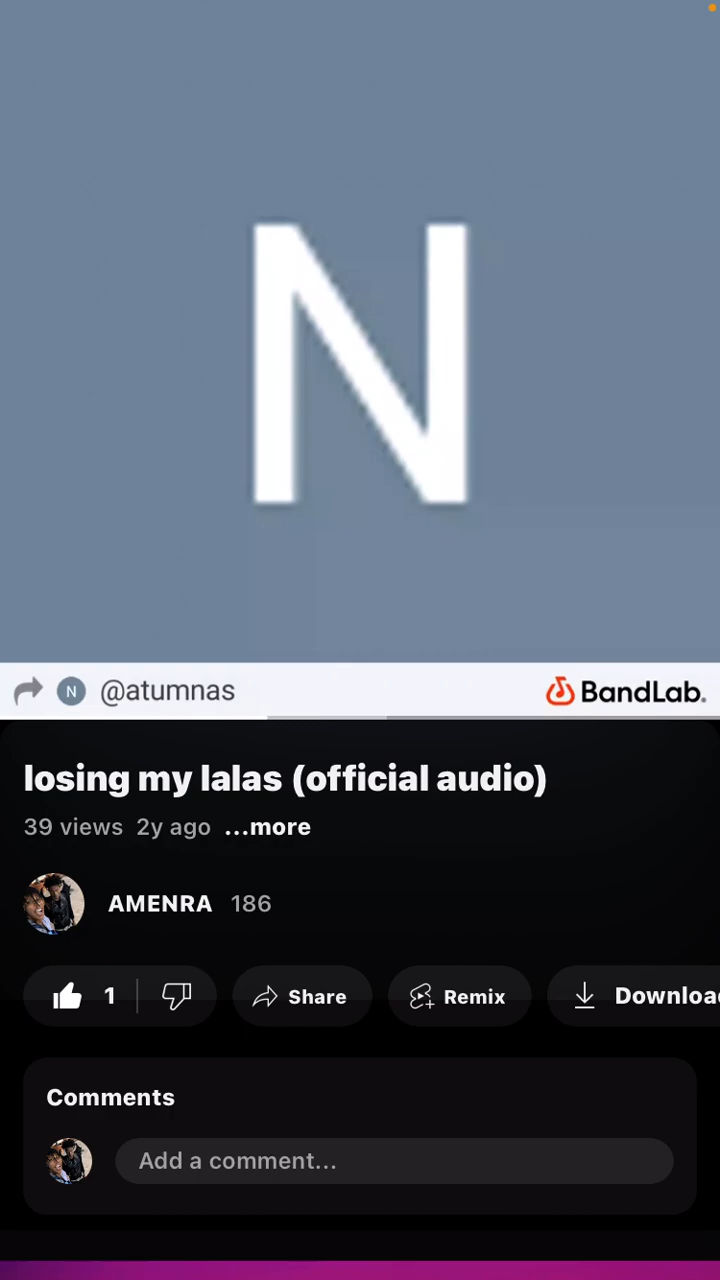 N
N @atumnas BandLab.
losing my lalas (official audio)
39 views 2y ago ...more
AMENRA 186
1 Share Remix Downloa
Comments
Add a comment...